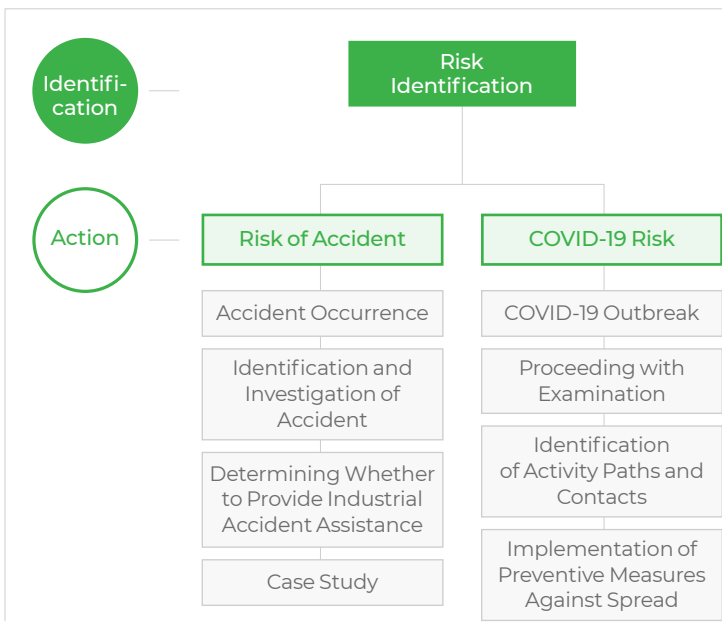 Identifi-
cation
Risk
Identification
Action
Risk of Accident
COVID-19 Risk
Accident Occurrence
Identification and
Investigation of
Accident
Determining Whether
to Provide Industrial
Accident Assistance
Case Study
COVID-19 Outbreak
Proceeding with
Examination
Identification
of Activity Paths and
Contacts
Implementation of
Preventive Measures
Against Spread